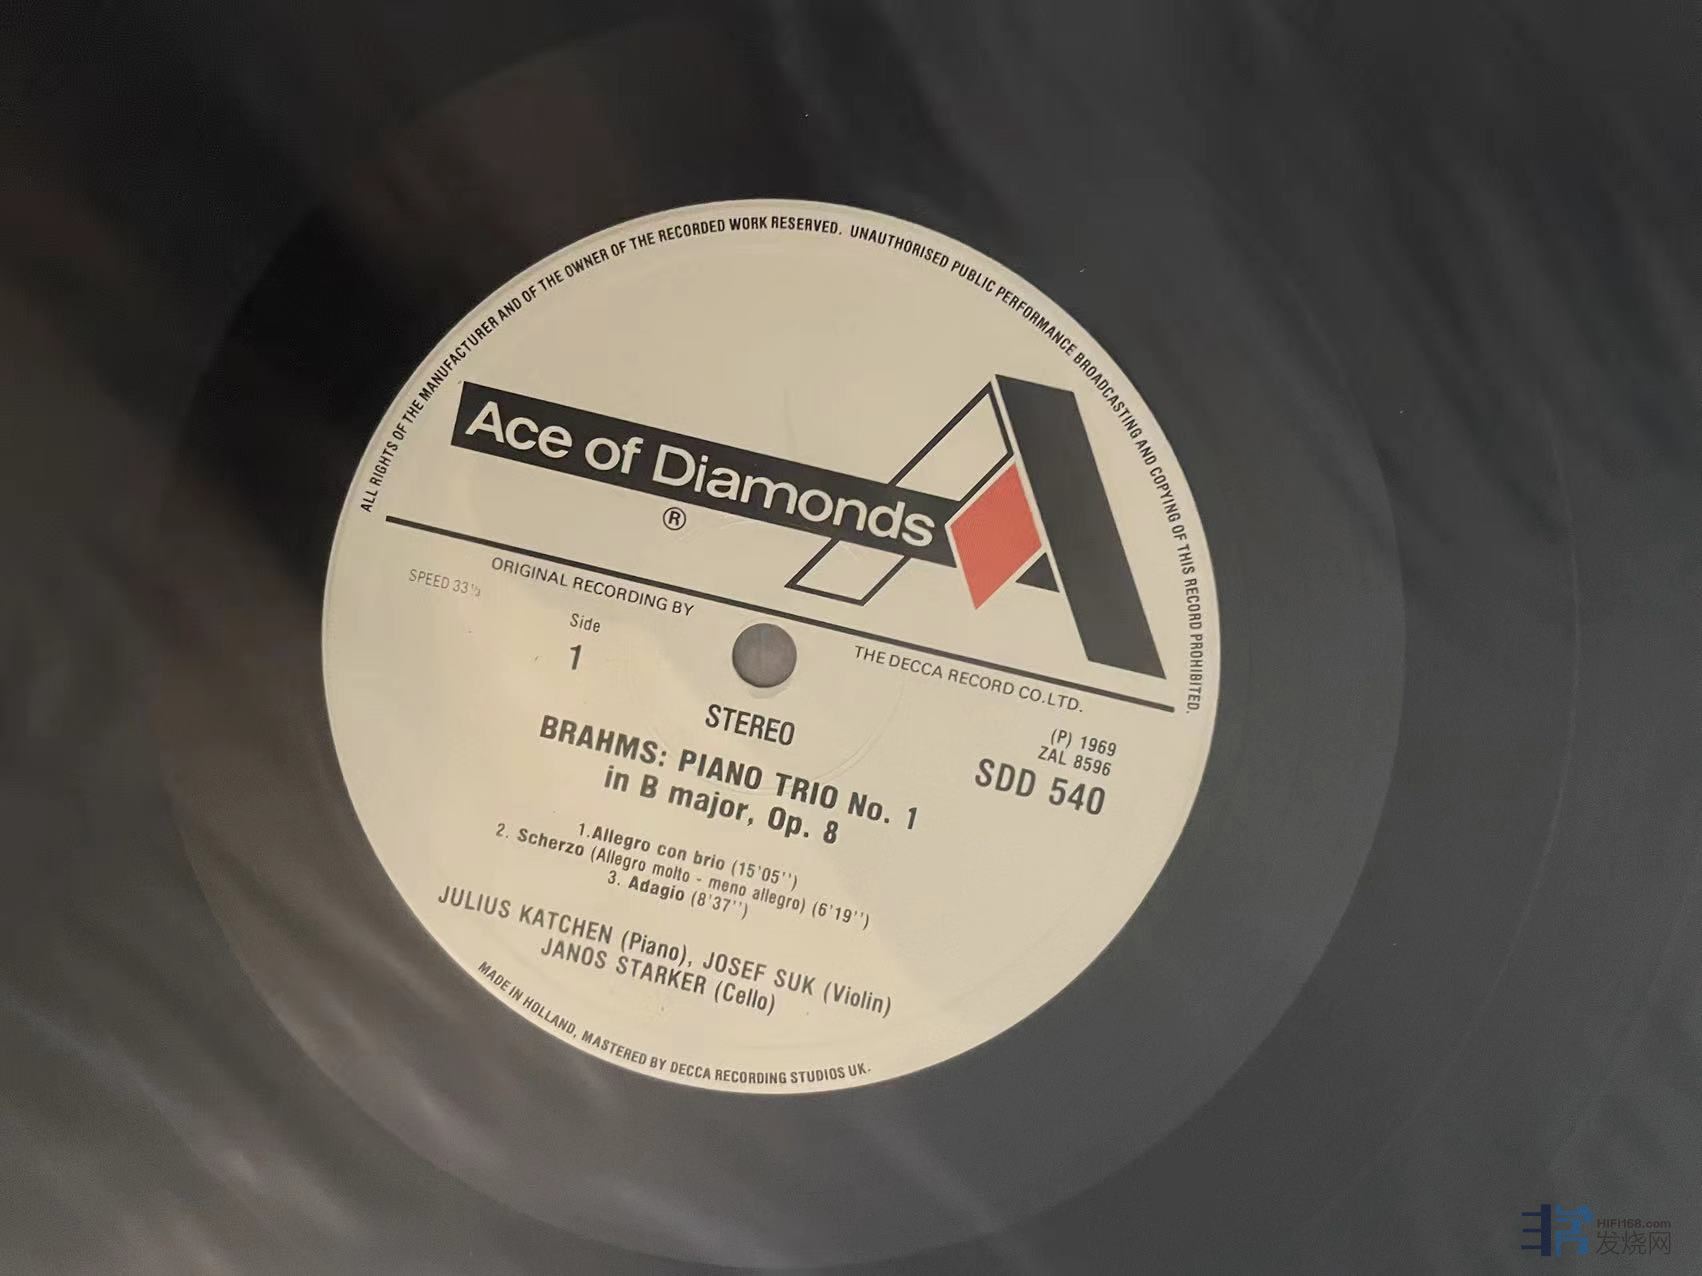 ALL RIGHTS OF THE MANUFACTURER AND OF THE OWNER OF THE RECORDED WORK RESERVED. UNAUTHORISED PUBLIC PERFORMANCE BROADCASTING AND COPYING OF THIS RECORD PROHIBITED.
Ace of Diamonds
®
ORIGINAL RECORDING BY
THE DECCA RECORD CO. LTD.
SPEED 33⅓
Side
1
STEREO
(P) 1969
ZAL 8596
SDD 540
BRAHMS: PIANO TRIO No. 1
in B major, Op. 8
1.Allegro con brio (15'05'')
2. Scherzo (Allegro molto - meno allegro) (6'19'')
3. Adagio (8'37'')
JULIUS KATCHEN (Piano), JOSEF SUK (Violin)
JANOS STARKER (Cello)
MADE IN HOLLAND, MASTERED BY DECCA RECORDING STUDIOS UK.
HIFI168.com
发烧网